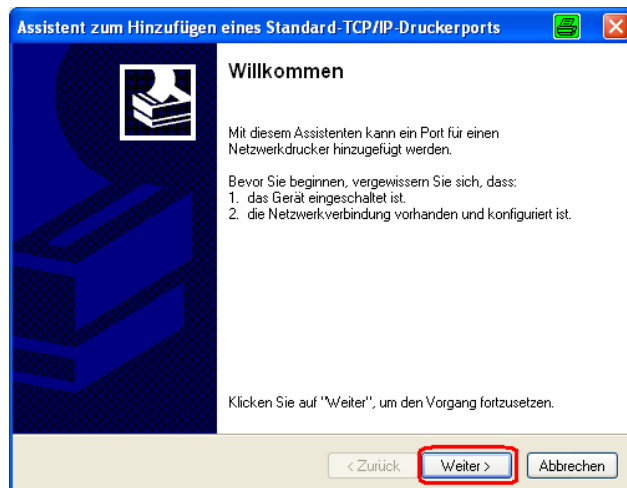 Assistent zum Hinzufügen eines Standard-TCP/IP-Druckerports
Willkommen
Mit diesem Assistenten kann ein Port für einen
Netzwerkdrucker hinzugefügt werden.
Bevor Sie beginnen, vergewissern Sie sich, dass:
1. das Gerät eingeschaltet ist.
2. die Netzwerkverbindung vorhanden und konfiguriert ist.
Klicken Sie auf "Weiter", um den Vorgang fortzusetzen.
< Zurück Weiter > Abbrechen